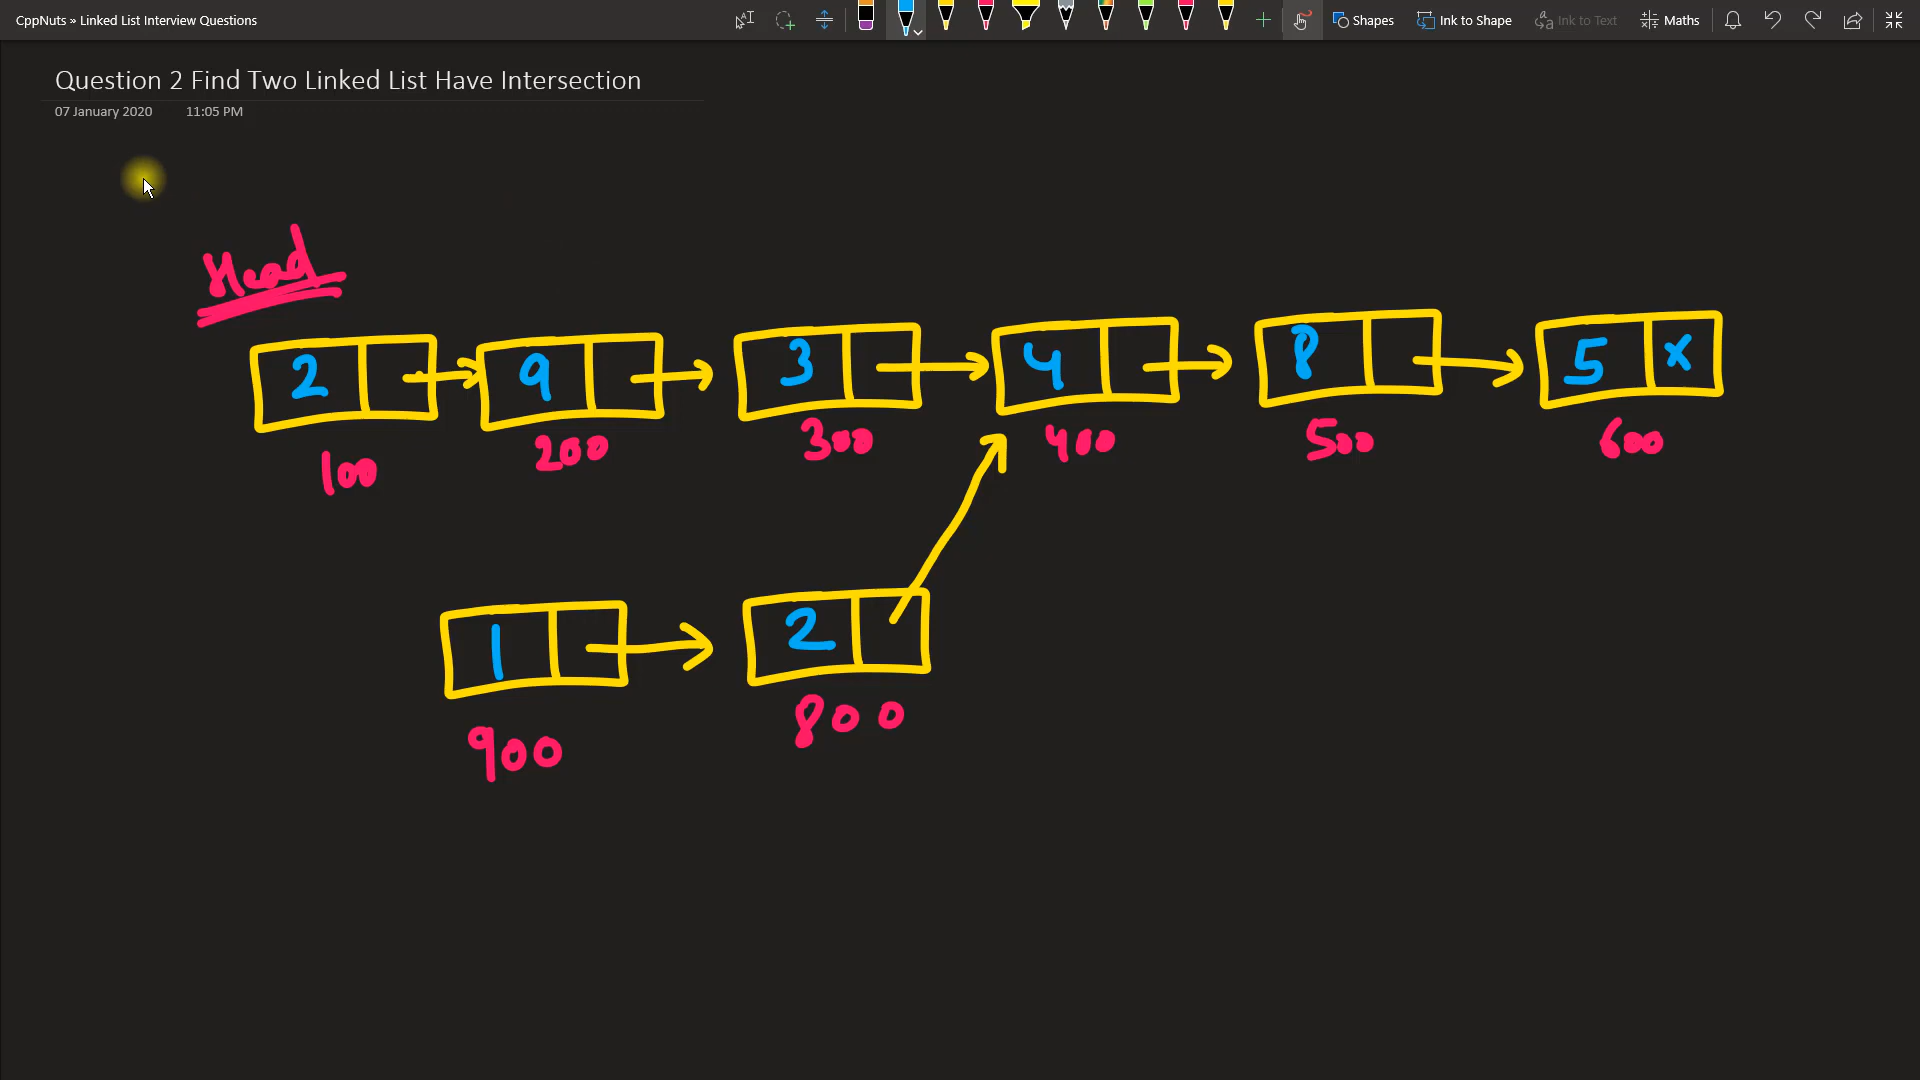 CppNuts » Linked List Interview Questions
Shapes Ink to Shape Ink to Text Maths
Question 2 Find Two Linked List Have Intersection
07 January 2020 11:05 PM
Head
2 9 3 4 8 5 x
100 200 300 400 500 600
1 2
900 800